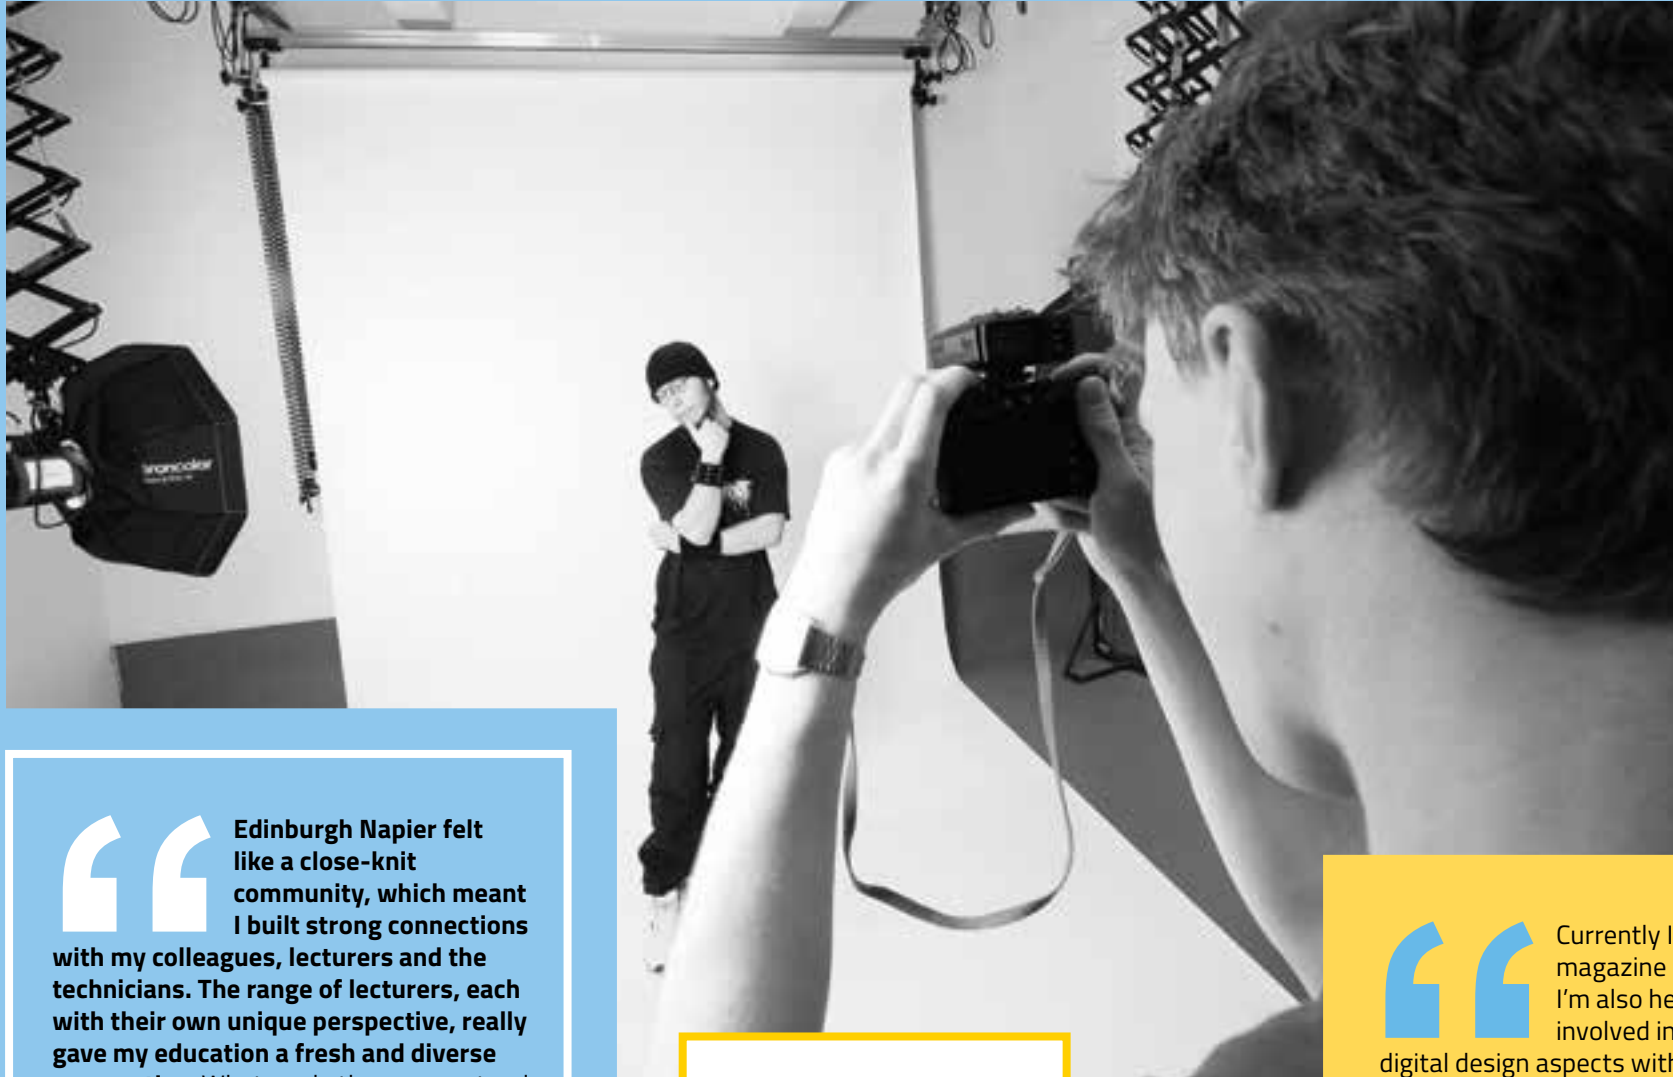 Edinburgh Napier felt
like a close-knit
community, which meant
I built strong connections
with my colleagues, lecturers and the
technicians. The range of lecturers, each
with their own unique perspective, really
gave my education a fresh and diverse
Currently I
magazine
I'm also he
involved in
digital design aspects with